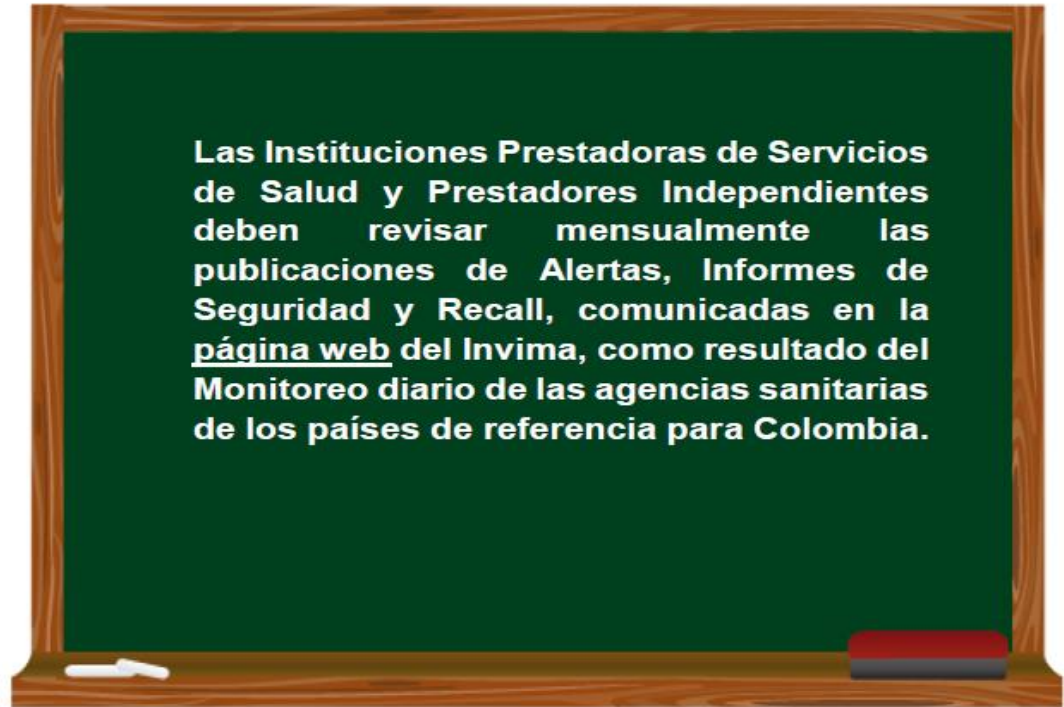 Las Instituciones Prestadoras de Servicios
de Salud y Prestadores Independientes
deben revisar mensualmente las
publicaciones de Alertas, Informes de
Seguridad y Recall, comunicadas en la
página web del Invima, como resultado del
Monitoreo diario de las agencias sanitarias
de los países de referencia para Colombia.